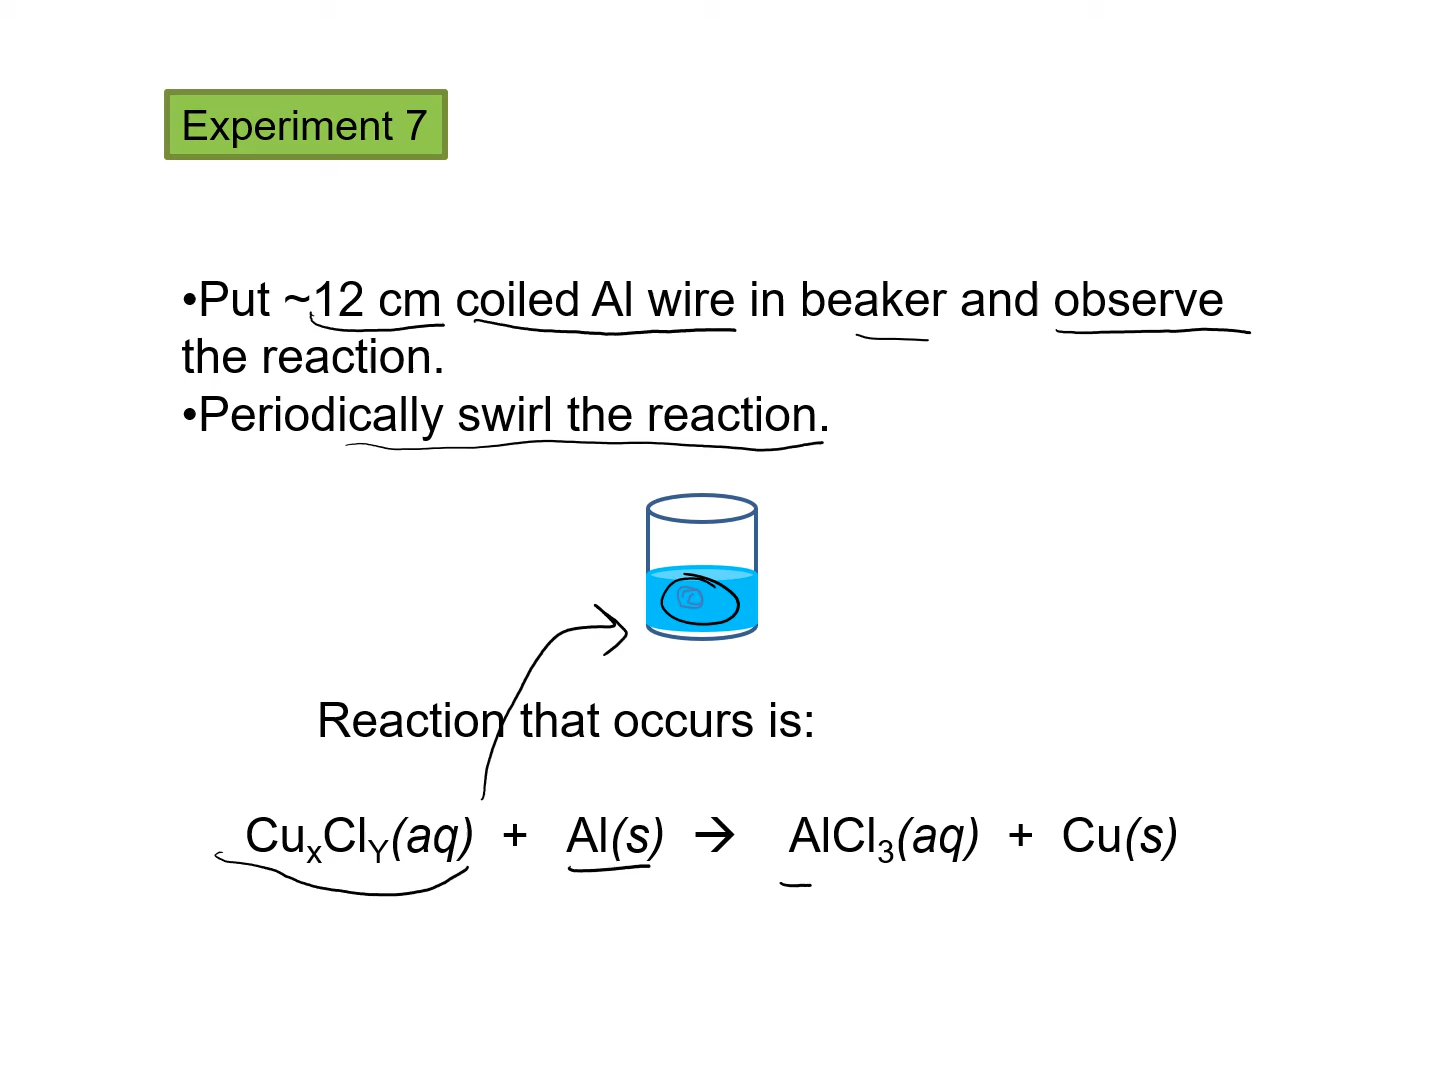 Experiment 7
•Put ~12 cm coiled Al wire in beaker and observe
the reaction.
•Periodically swirl the reaction.
Reaction that occurs is:
CuxClY(aq) + Al(s) → AlCl3(aq) + Cu(s)